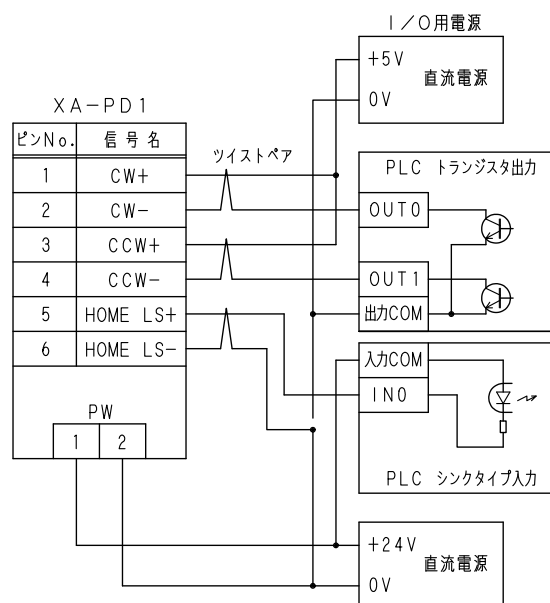 I/O用電源
+5V
直流電源
0V
XA-PD1
ピンNo. 信号名
1 CW+
2 CW-
3 CCW+
4 CCW-
5 HOME LS+
6 HOME LS-
PW
1 2
ツイストペア
PLC トランジスタ出力
OUT0
OUT1
出力COM
入力COM
IN0
PLC シンクタイプ入力
+24V
直流電源
0V